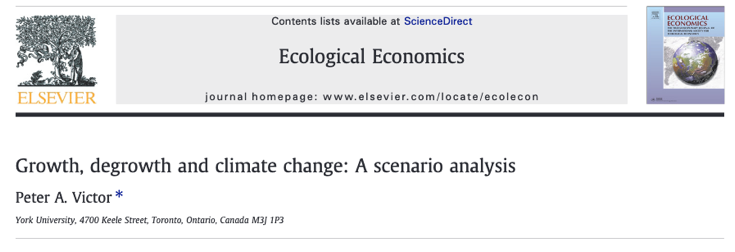 Contents lists available at ScienceDirect
Ecological Economics
journal homepage: www.elsevier.com/locate/ecolecon
ELSEVIER
ECOLOGICAL
ECONOMICS
Growth, degrowth and climate change: A scenario analysis
Peter A. Victor *
York University, 4700 Keele Street, Toronto, Ontario, Canada M3J 1P3